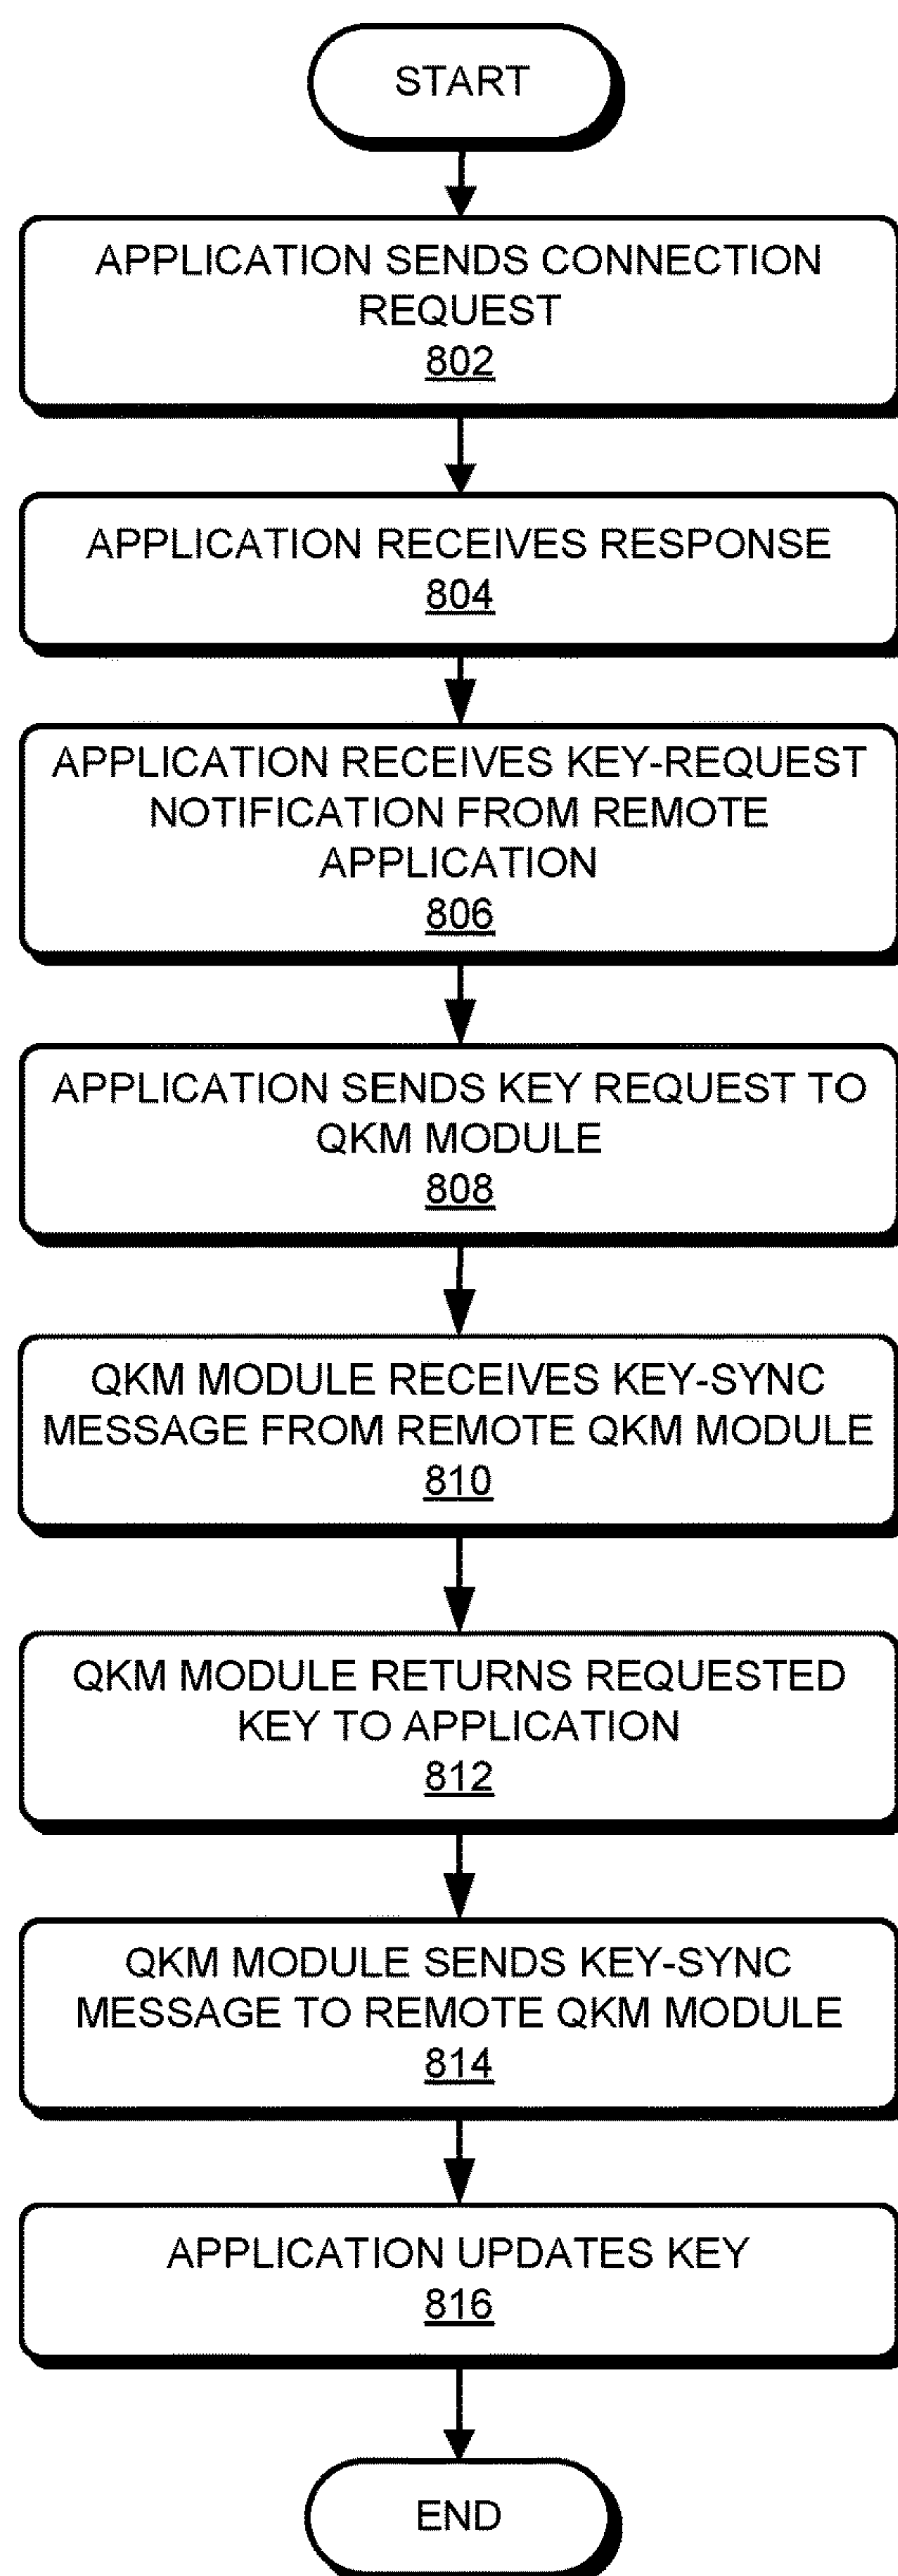 START
APPLICATION SENDS CONNECTION
REQUEST
802
APPLICATION RECEIVES RESPONSE
804
APPLICATION RECEIVES KEY-REQUEST
NOTIFICATION FROM REMOTE
APPLICATION
806
APPLICATION SENDS KEY REQUEST TO
QKM MODULE
808
QKM MODULE RECEIVES KEY-SYNC
MESSAGE FROM REMOTE QKM MODULE
810
QKM MODULE RETURNS REQUESTED
KEY TO APPLICATION
812
QKM MODULE SENDS KEY-SYNC
MESSAGE TO REMOTE QKM MODULE
814
APPLICATION UPDATES KEY
816
END